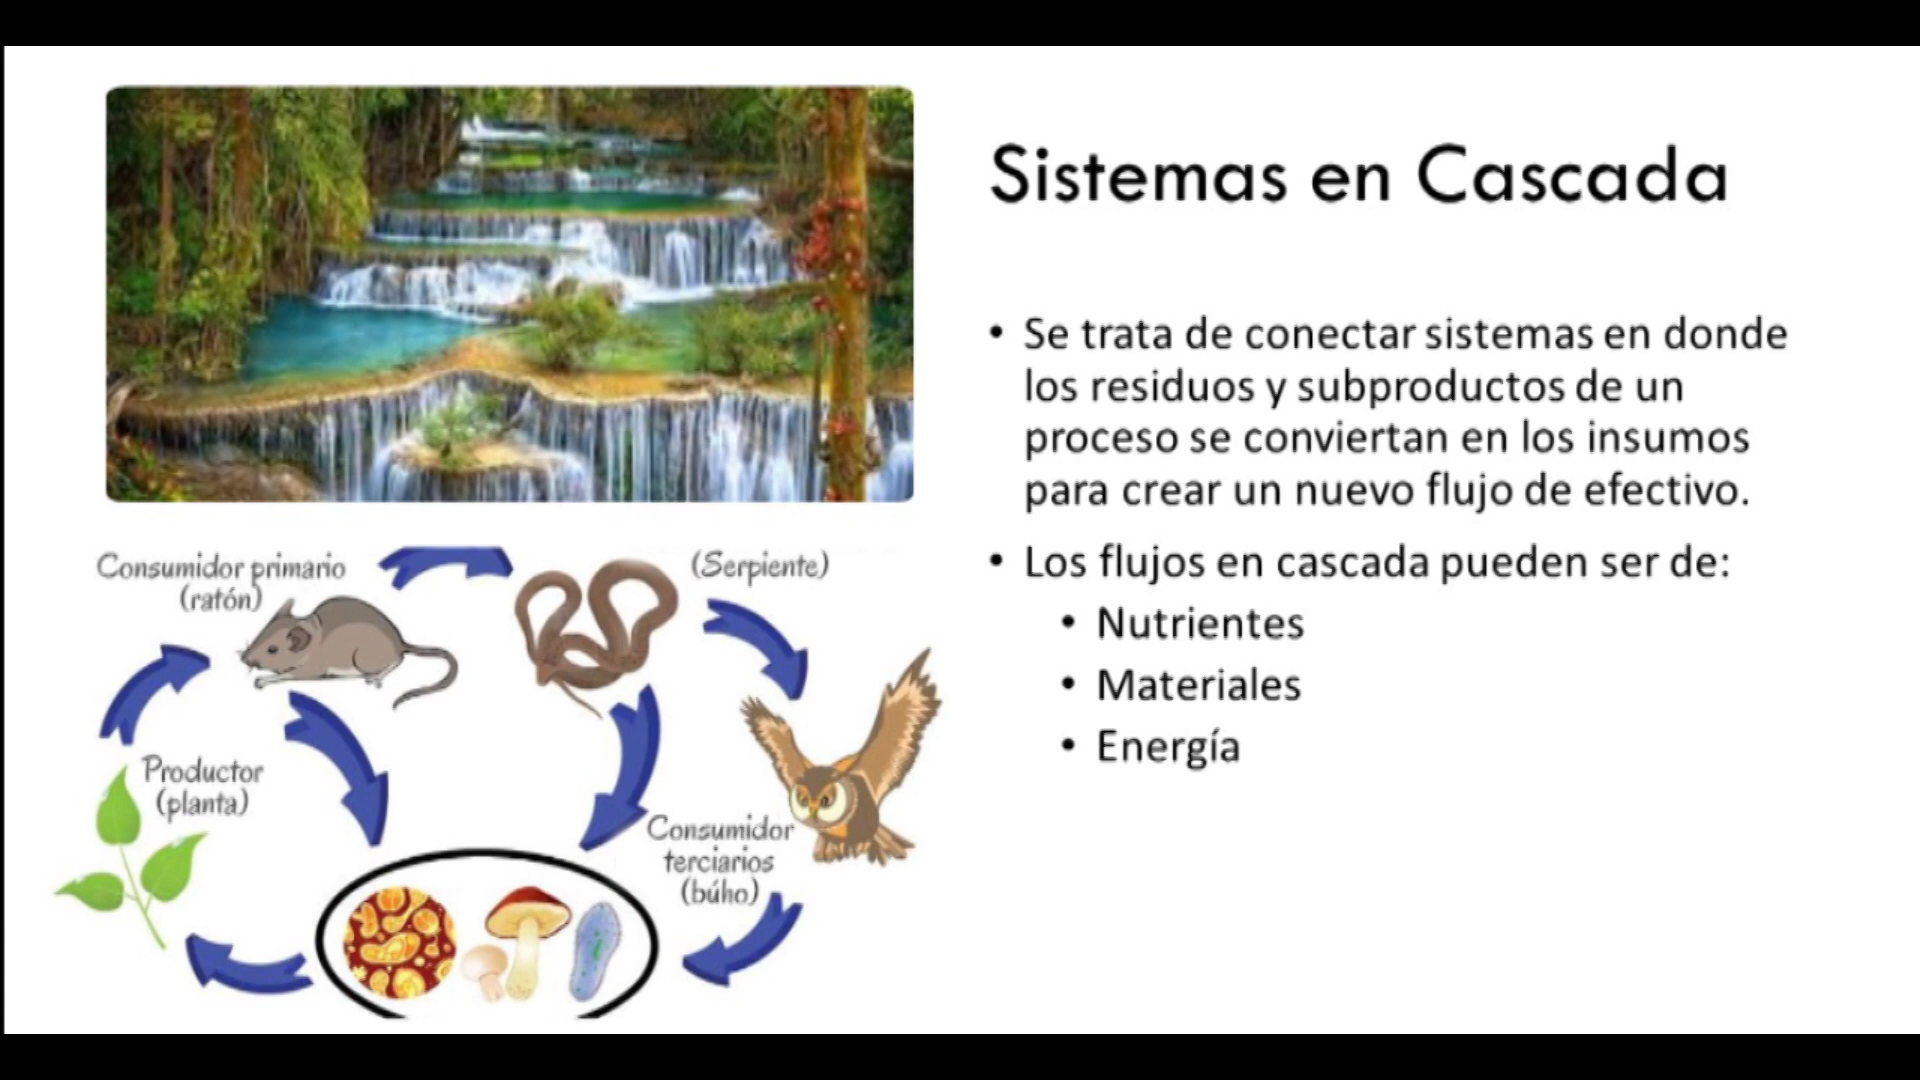 Sistemas en Cascada
• Se trata de conectar sistemas en donde
los residuos y subproductos de un
proceso se conviertan en los insumos
para crear un nuevo flujo de efectivo.
• Los flujos en cascada pueden ser de:
• Nutrientes
• Materiales
• Energía
Consumidor primario
(ratón)
(Serpiente)
Productor
(planta)
Consumidor
terciarios
(búho)